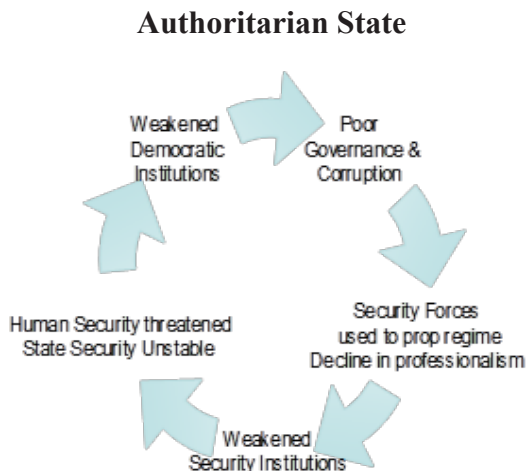 Authoritarian State
Weakened
Democratic
Institutions
Poor
Governance &
Corruption
Security Forces
used to prop regime
Decline in professionalism
Weakened
Security Institutions
Human Security threatened
State Security Unstable